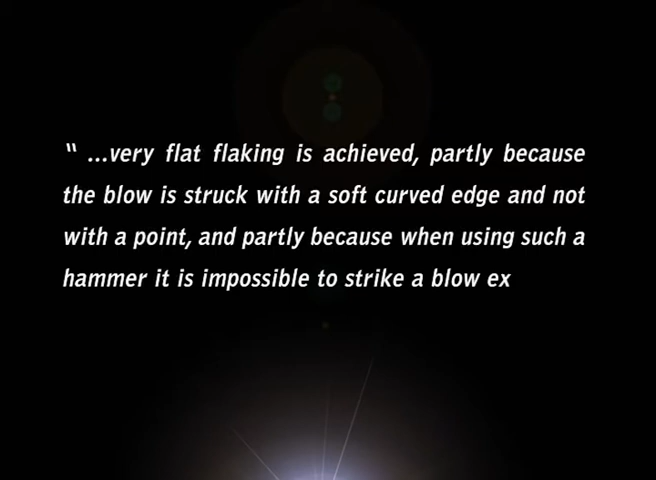 “ ...very flat flaking is achieved, partly because
the blow is struck with a soft curved edge and not
with a point, and partly because when using such a
hammer it is impossible to strike a blow ex